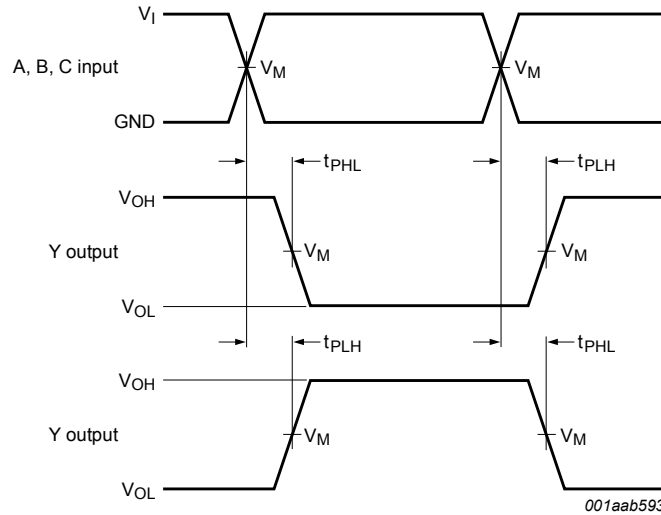 VI
A, B, C input
VM
VM
GND
tPHL
tPLH
VOH
Y output
VM
VM
VOL
tPLH
tPHL
VOH
Y output
VM
VM
VOL
001aab593